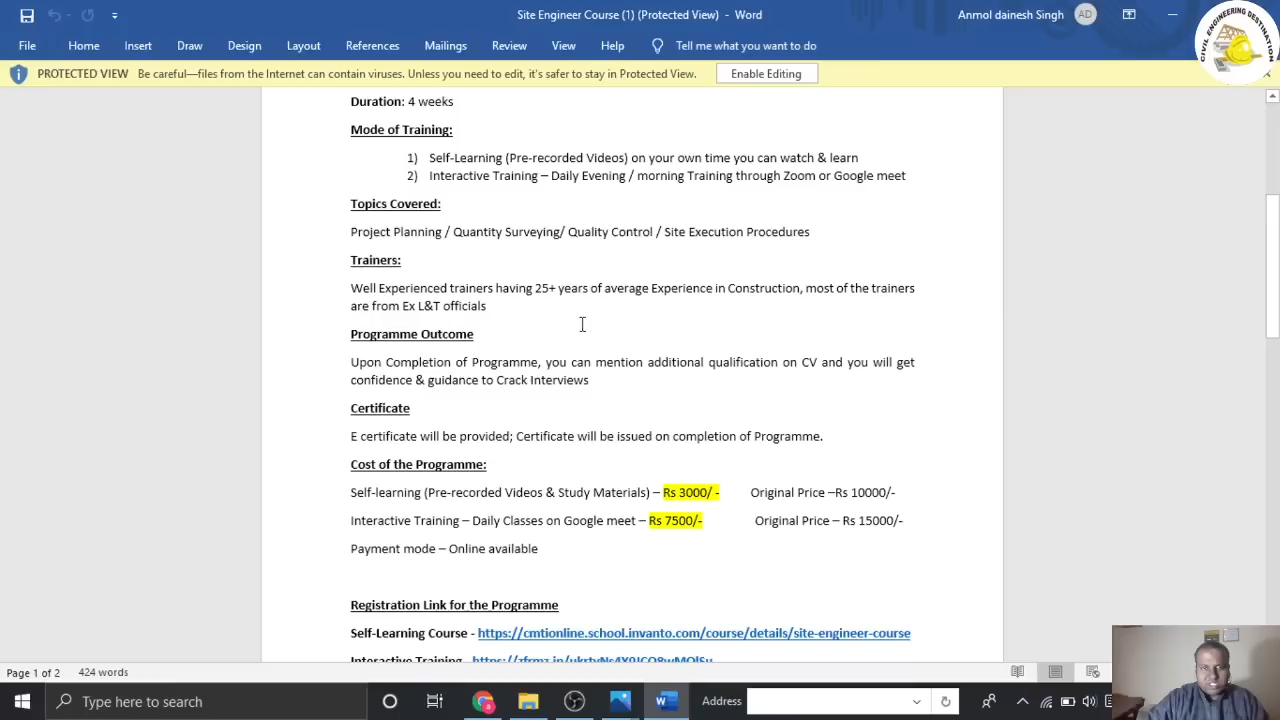 Site Engineer Course (1) (Protected View) - Word
Anmol dainesh Singh AD
File Home Insert Draw Design Layout References Mailings Review View Help Tell me what you want to do
CIVIL ENGINEERING DESTINATION
PROTECTED VIEW Be careful—files from the Internet can contain viruses. Unless you need to edit, it's safer to stay in Protected View. Enable Editing
Duration: 4 weeks
Mode of Training:
1) Self-Learning (Pre-recorded Videos) on your own time you can watch & learn
2) Interactive Training – Daily Evening / morning Training through Zoom or Google meet
Topics Covered:
Project Planning / Quantity Surveying/ Quality Control / Site Execution Procedures
Trainers:
Well Experienced trainers having 25+ years of average Experience in Construction, most of the trainers
are from Ex L&T officials
Programme Outcome
Upon Completion of Programme, you can mention additional qualification on CV and you will get
confidence & guidance to Crack Interviews
Certificate
E certificate will be provided; Certificate will be issued on completion of Programme.
Cost of the Programme:
Self-learning (Pre-recorded Videos & Study Materials) – Rs 3000/ - Original Price –Rs 10000/-
Interactive Training – Daily Classes on Google meet – Rs 7500/- Original Price – Rs 15000/-
Payment mode – Online available
Registration Link for the Programme
Self-Learning Course - https://cmtionline.school.invanto.com/course/details/site-engineer-course
Interactive Training -
Page 1 of 2 424 words
Type here to search
Address